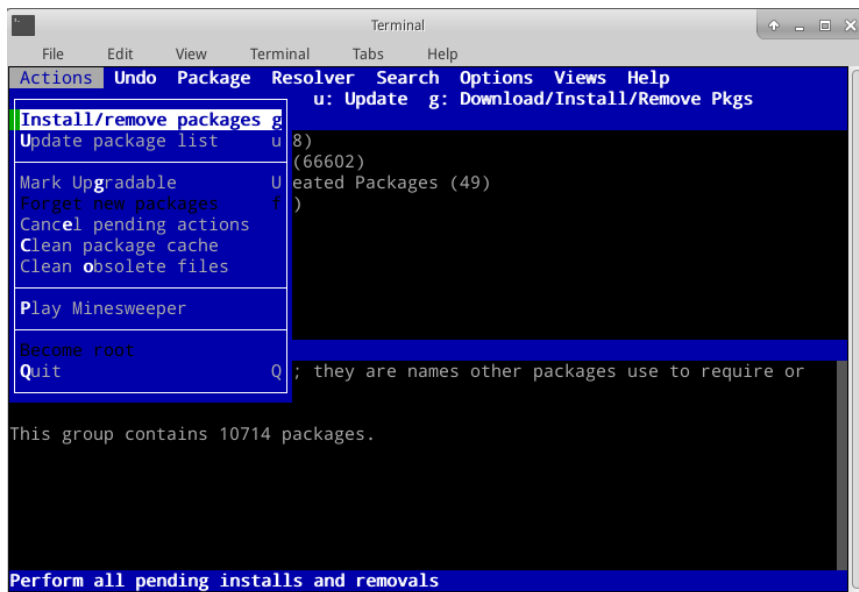 Terminal
File Edit View Terminal Tabs Help
Actions Undo Package Resolver Search Options Views Help
u: Update g: Download/Install/Remove Pkgs
Install/remove packages g
Update package list u 8)
(66602)
Mark Upgradable U eated Packages (49)
Forget new packages f )
Cancel pending actions
Clean package cache
Clean obsolete files
Play Minesweeper
Become root
Quit Q ; they are names other packages use to require or
This group contains 10714 packages.
Perform all pending installs and removals